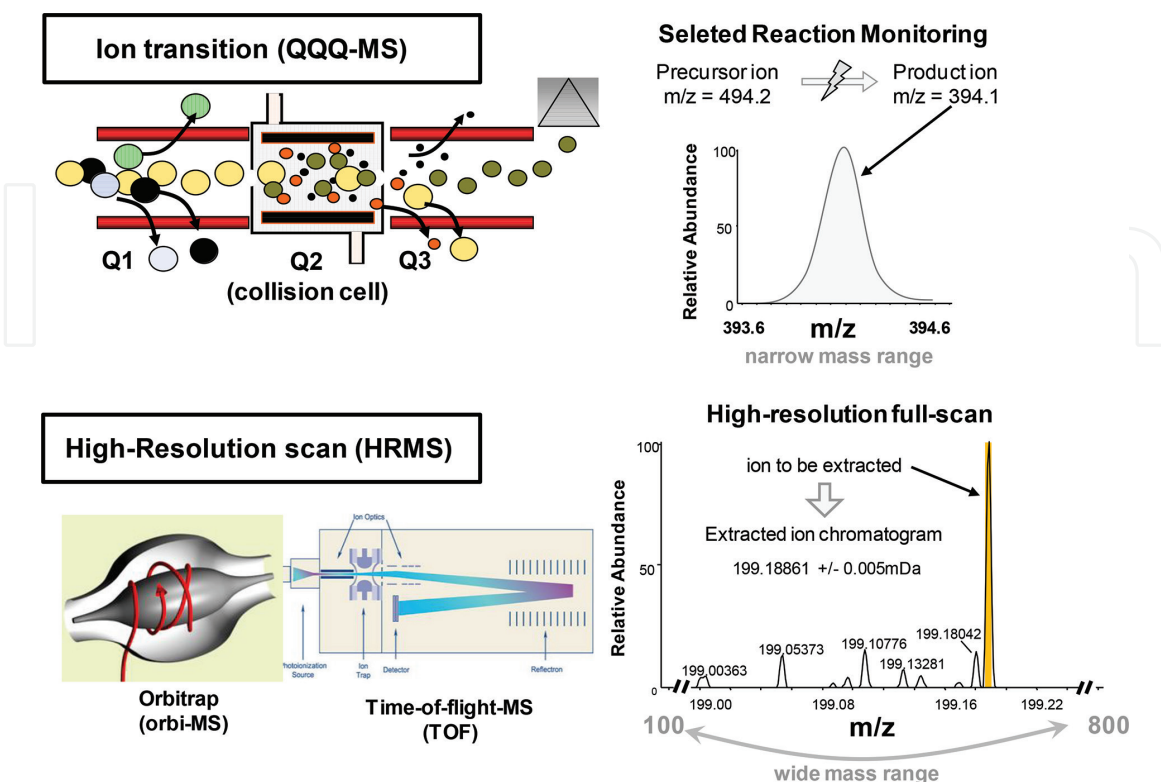 Ion transition (QQQ-MS)
Q1
Q2
Q3
(collision cell)
Seleted Reaction Monitoring
Precursor ion
m/z = 494.2
Product ion
m/z = 394.1
Relative Abundance
100
50
0
393.6
m/z
394.6
narrow mass range
High-Resolution scan (HRMS)
Orbitrap
(orbi-MS)
Ion Optics
Photoionization
Source
Ion
Trap
Detector
Reflectron
Time-of-flight-MS
(TOF)
High-resolution full-scan
Relative Abundance
100
50
0
ion to be extracted
Extracted ion chromatogram
199.18861 +/- 0.005mDa
199.00363
199.05373
199.10776
199.13281
199.18042
199.00
199.08
199.16
199.22
100
m/z
800
wide mass range